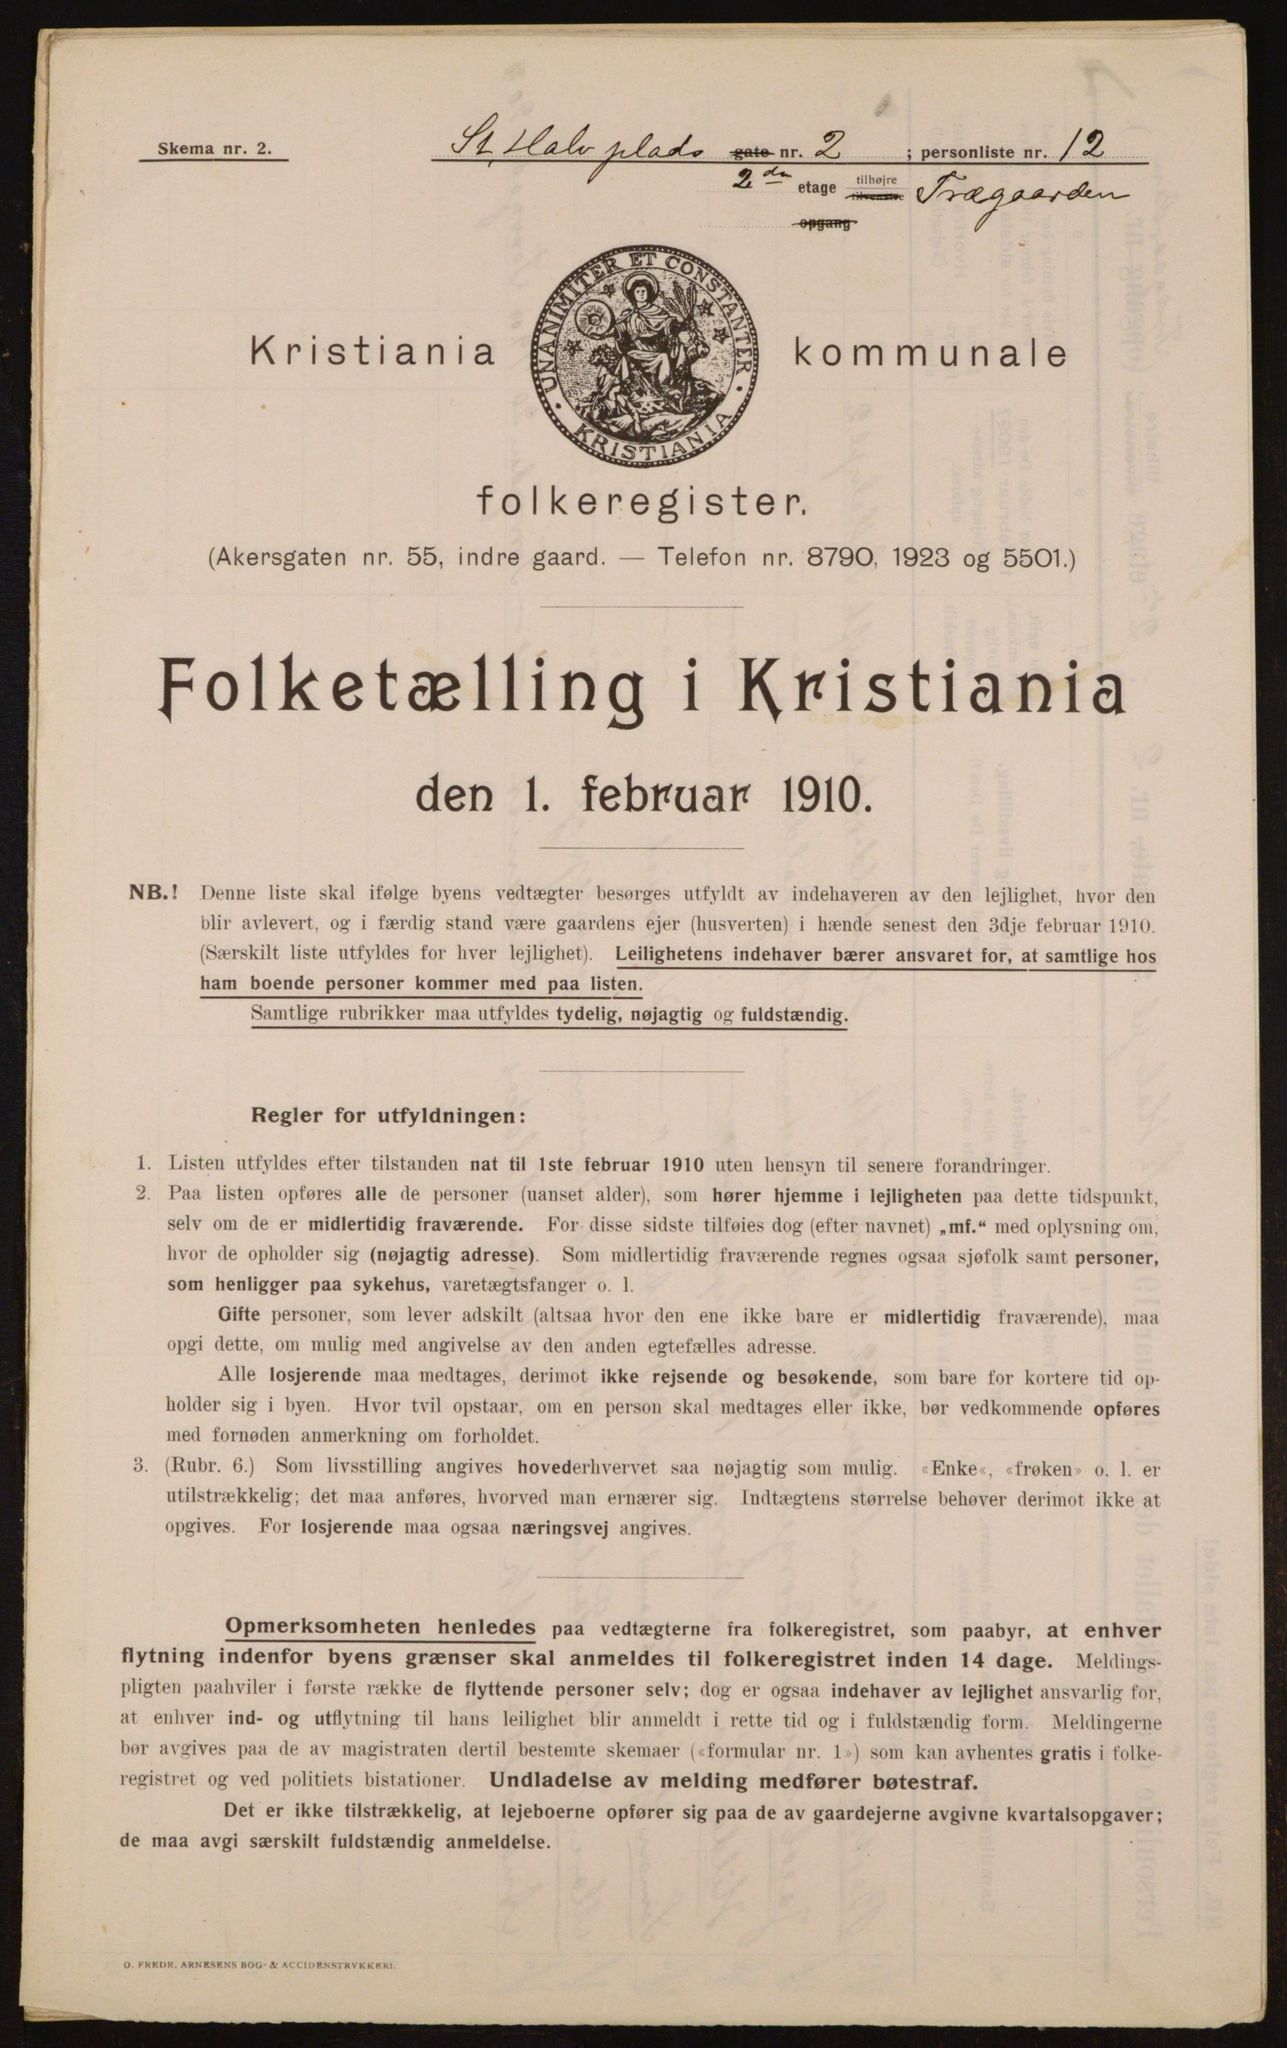 Skema nr. 2.
St. Halv plads gate nr. 2 ; personliste nr. 12
2den etage tilhøjre tilvenstre Trægaarden
opgang
UNANIMITER ET CONSTANTER
KRISTIANIA
Kristiania kommunale
folkeregister.
(Akersgaten nr. 55, indre gaard. — Telefon nr. 8790, 1923 og 5501.)
Folketælling i Kristiania
den 1. februar 1910.
NB.! Denne liste skal ifølge byens vedtægter besørges utfyldt av indehaveren av den lejlighet, hvor den
blir avlevert, og i færdig stand være gaardens ejer (husverten) i hænde senest den 3dje februar 1910.
(Særskilt liste utfyldes for hver lejlighet). Leilighetens indehaver bærer ansvaret for, at samtlige hos
ham boende personer kommer med paa listen.
Samtlige rubrikker maa utfyldes tydelig, nøjagtig og fuldstændig.
Regler for utfyldningen:
1. Listen utfyldes efter tilstanden nat til 1ste februar 1910 uten hensyn til senere forandringer.
2. Paa listen opføres alle de personer (uanset alder), som hører hjemme i lejligheten paa dette tidspunkt,
selv om de er midlertidig fraværende. For disse sidste tilføies dog (efter navnet) „mf.“ med oplysning om,
hvor de opholder sig (nøjagtig adresse). Som midlertidig fraværende regnes ogsaa sjøfolk samt personer,
som henligger paa sykehus, varetægtsfanger o. l.
Gifte personer, som lever adskilt (altsaa hvor den ene ikke bare er midlertidig fraværende), maa
opgi dette, om mulig med angivelse av den anden egtefælles adresse.
Alle losjerende maa medtages, derimot ikke rejsende og besøkende, som bare for kortere tid op-
holder sig i byen. Hvor tvil opstaar, om en person skal medtages eller ikke, bør vedkommende opføres
med fornøden anmerkning om forholdet.
3. (Rubr. 6.) Som livsstilling angives hovederhvervet saa nøjagtig som mulig. «Enke«, «frøken» o. l. er
utilstrækkelig; det maa anføres, hvorved man ernærer sig. Indtægtens størrelse behøver derimot ikke at
opgives. For losjerende maa ogsaa næringsvej angives.
Opmerksomheten henledes paa vedtægterne fra folkeregistret, som paabyr, at enhver
flytning indenfor byens grænser skal anmeldes til folkeregistret inden 14 dage. Meldings-
pligten paahviler i første række de flyttende personer selv; dog er ogsaa indehaver av lejlighet ansvarlig for,
at enhver ind- og utflytning til hans leilighet blir anmeldt i rette tid og i fuldstændig form. Meldingerne
bør avgives paa de av magistraten dertil bestemte skemaer («formular nr. 1») som kan avhentes gratis i folke-
registret og ved politiets bistationer. Undladelse av melding medfører bøtestraf.
Det er ikke tilstrækkelig, at lejeboerne opfører sig paa de av gaardejerne avgivne kvartalsopgaver;
de maa avgi særskilt fuldstændig anmeldelse.
O. FREDR. ARNESENS BOG- & ACCIDENSTRYKKERI.